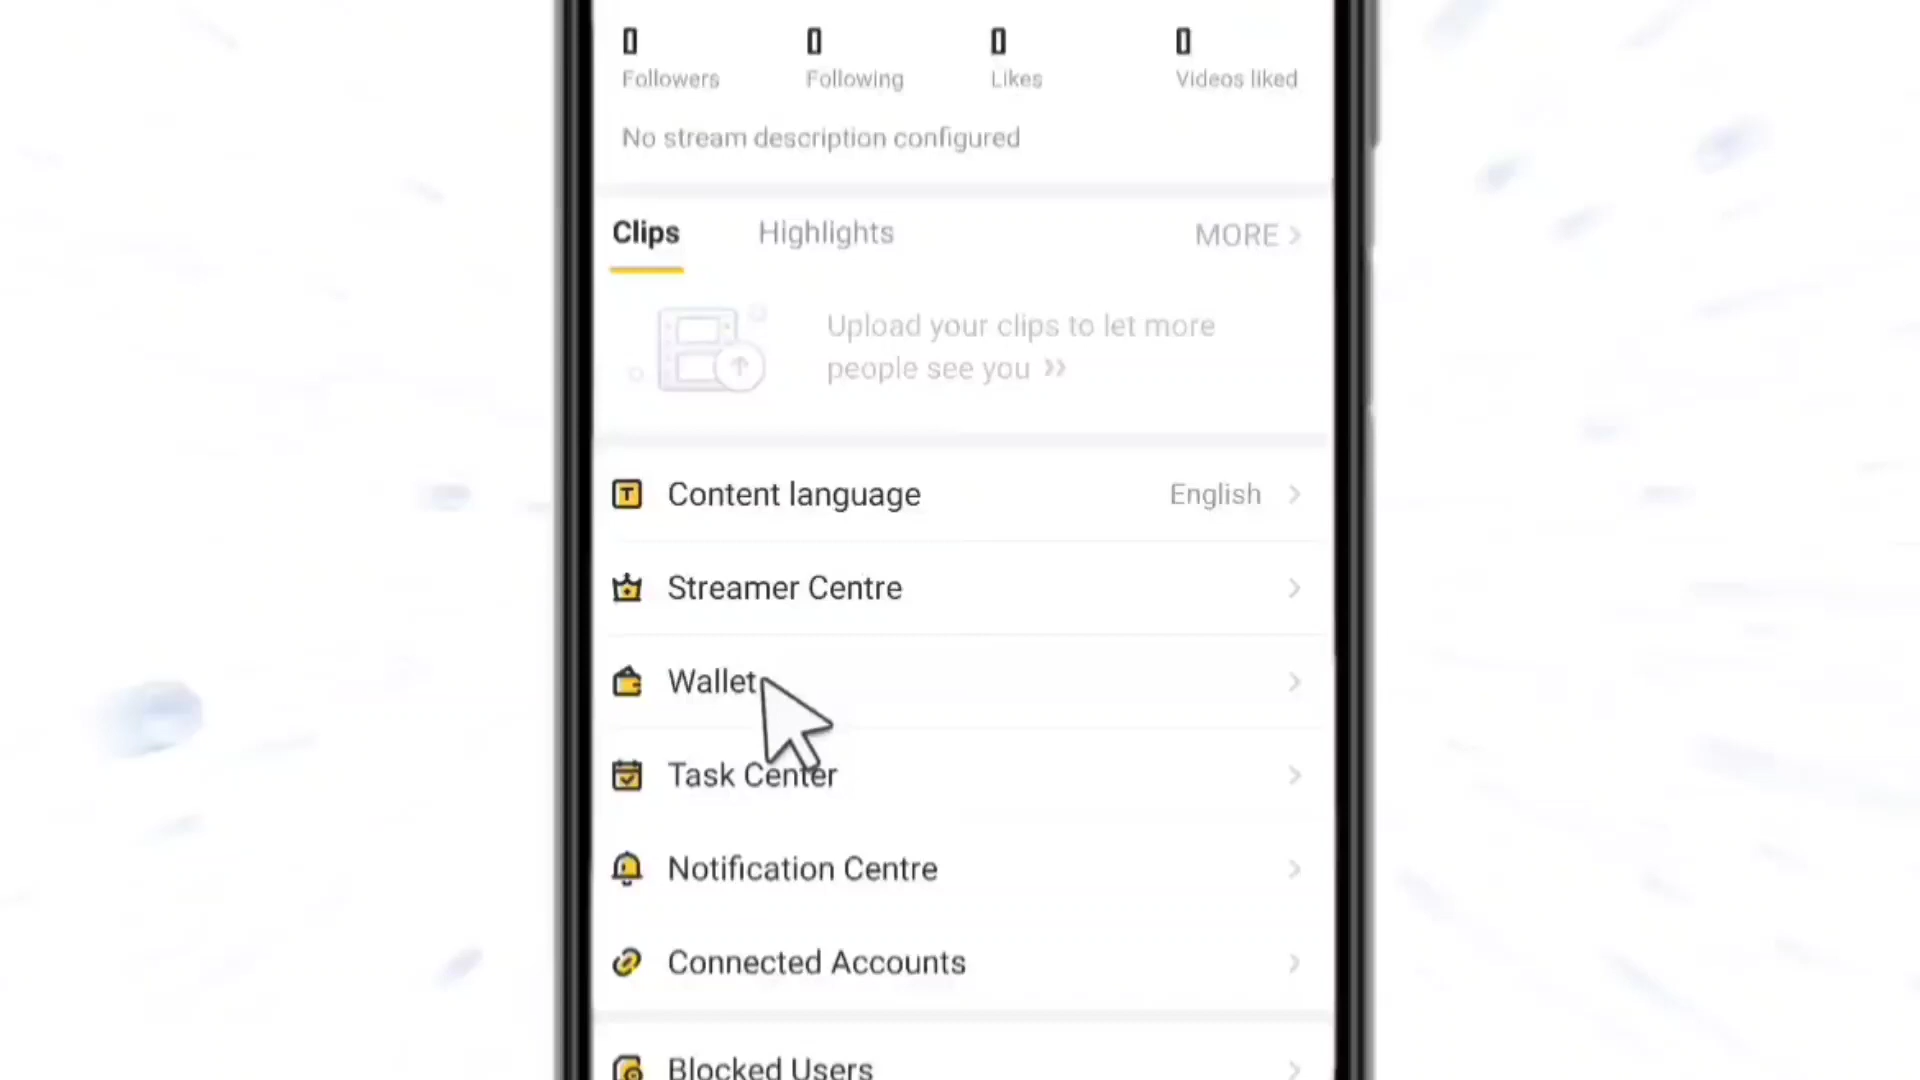 0 0 0 0
Followers Following Likes Videos liked
No stream description configured
Clips Highlights MORE
Upload your clips to let more
people see you
Content language English
Streamer Centre
Wallet
Task Center
Notification Centre
Connected Accounts
Blocked Users